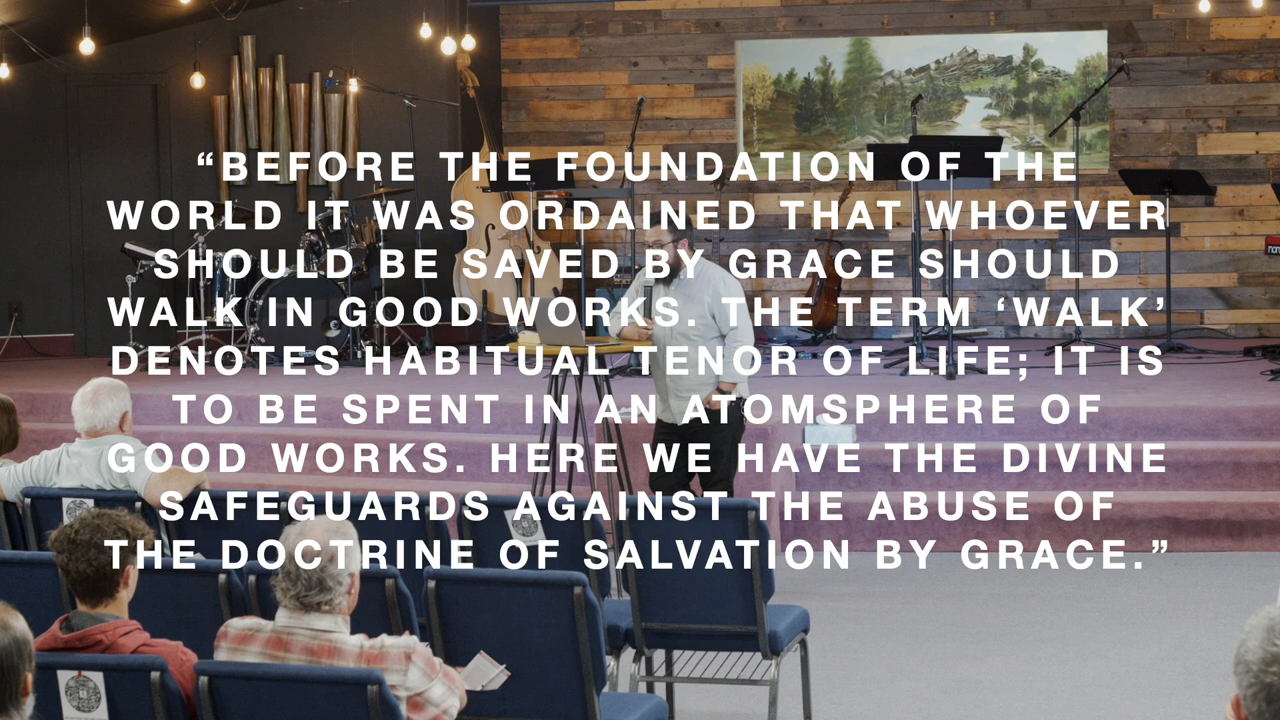 “BEFORE THE FOUNDATION OF THE
WORLD IT WAS ORDAINED THAT WHOEVER
SHOULD BE SAVED BY GRACE SHOULD
WALK IN GOOD WORKS. THE TERM ‘WALK’
DENOTES HABITUAL TENOR OF LIFE; IT IS
TO BE SPENT IN AN ATOMSPHERE OF
GOOD WORKS. HERE WE HAVE THE DIVINE
SAFEGUARDS AGAINST THE ABUSE OF
THE DOCTRINE OF SALVATION BY GRACE.”